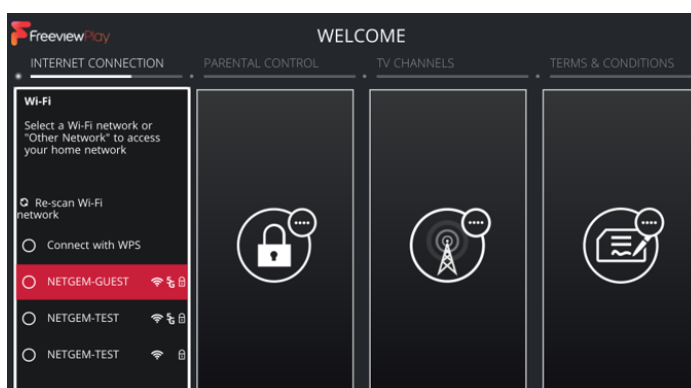 FreeviewPlay
WELCOME
INTERNET CONNECTION
PARENTAL CONTROL
TV CHANNELS
TERMS & CONDITIONS
Wi-Fi
Select a Wi-Fi network or
"Other Network" to access
your home network
Re-scan Wi-Fi
network
Connect with WPS
NETGEM-GUEST 5G
NETGEM-TEST 5G
NETGEM-TEST